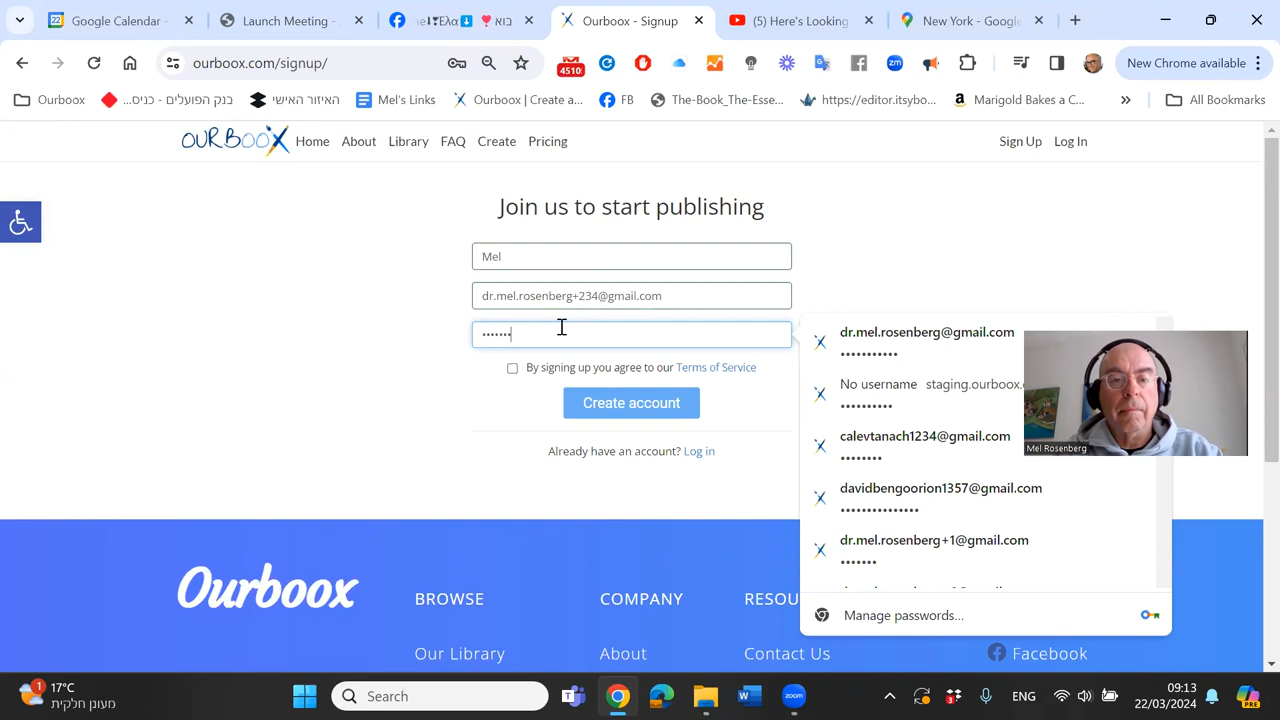 Google Calendar -
Launch Meeting -
Ourboox - Signup
(5) Here's Looking
New York - Google
ourboox.com/signup/
4510
New Chrome available
Ourboox
בנק הפועלים - כניס...
האיזור האישי
Mel's Links
Ourboox | Create a...
FB
The-Book_The-Esse...
https://editor.itsybo...
Marigold Bakes a C...
All Bookmarks
OURBOOX
Home
About
Library
FAQ
Create
Pricing
Sign Up
Log In
Join us to start publishing
Mel
dr.mel.rosenberg+234@gmail.com
•••••••
By signing up you agree to our Terms of Service
Create account
Already have an account? Log in
dr.mel.rosenberg@gmail.com
•••••••••••
No username staging.ourboox.
••••••••••
calevtanach1234@gmail.com
••••••••
davidbengoorion1357@gmail.com
•••••••••••••••
dr.mel.rosenberg+1@gmail.com
•••••••
Manage passwords...
Mel Rosenberg
Ourboox
BROWSE
COMPANY
RESOU
Our Library
About
Contact Us
Facebook
1
17°C
מעונן חלקית
Search
3
ENG
09:13
22/03/2024
PRE